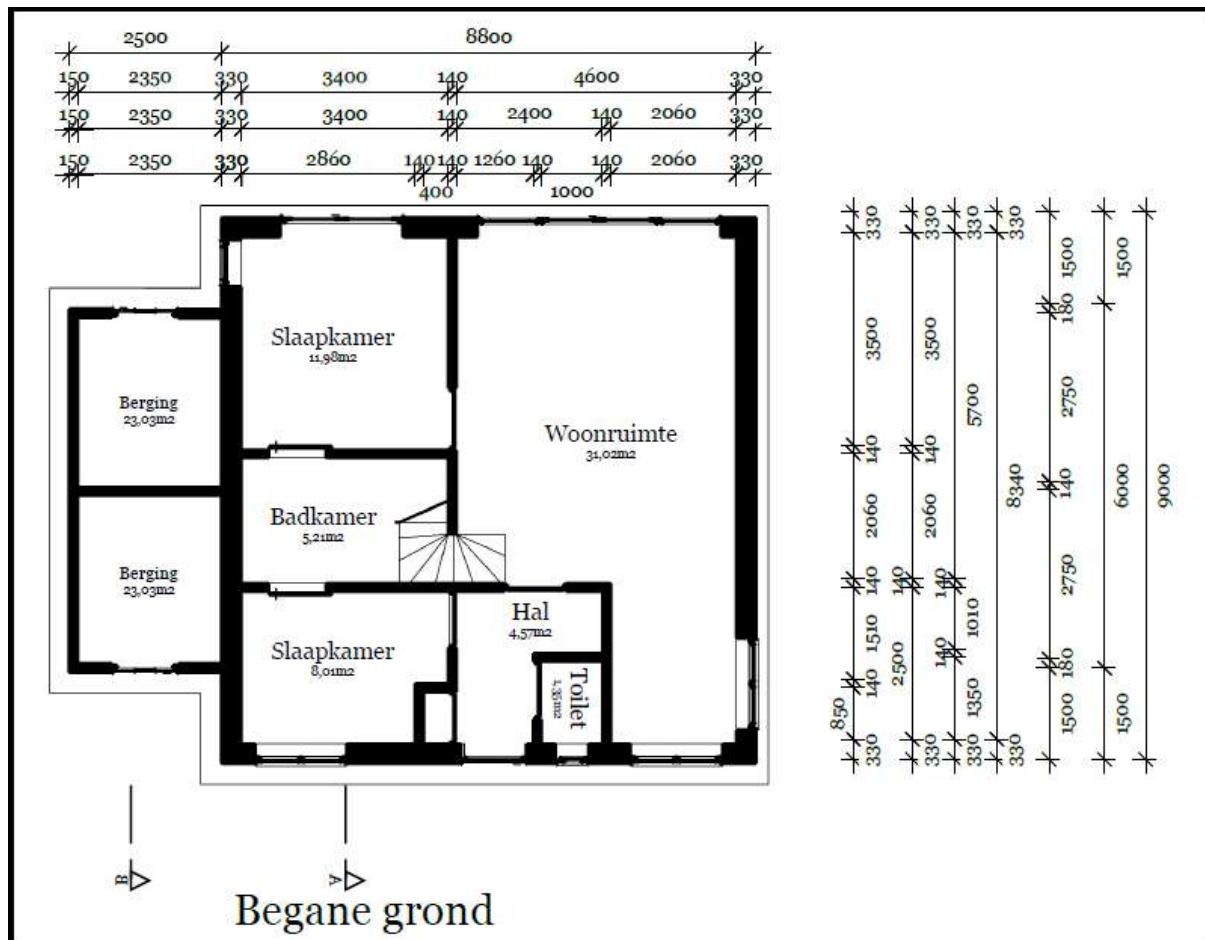 2500 8800
150 2350 330 3400 140 4600 330
150 2350 330 3400 140 2400 140 2060 330
150 2350 330 2860 140 140 1260 140 140 2060 330
400 1000
330 330 330 330
1500 1500
180
3500 3500
2750
5700
140 140
8340 140 6000 9000
2060 2060
2750
140 140 140
1510 1010
2500 140
140 180
850 1350 1500 1500
330 330 330 330
Slaapkamer
11,98m2
Berging
23,03m2
Woonruimte
31,02m2
Badkamer
5,21m2
Berging
23,03m2
Hal
4,57m2
Slaapkamer
8,01m2
Toilet
1,35m2
B A
Begane grond